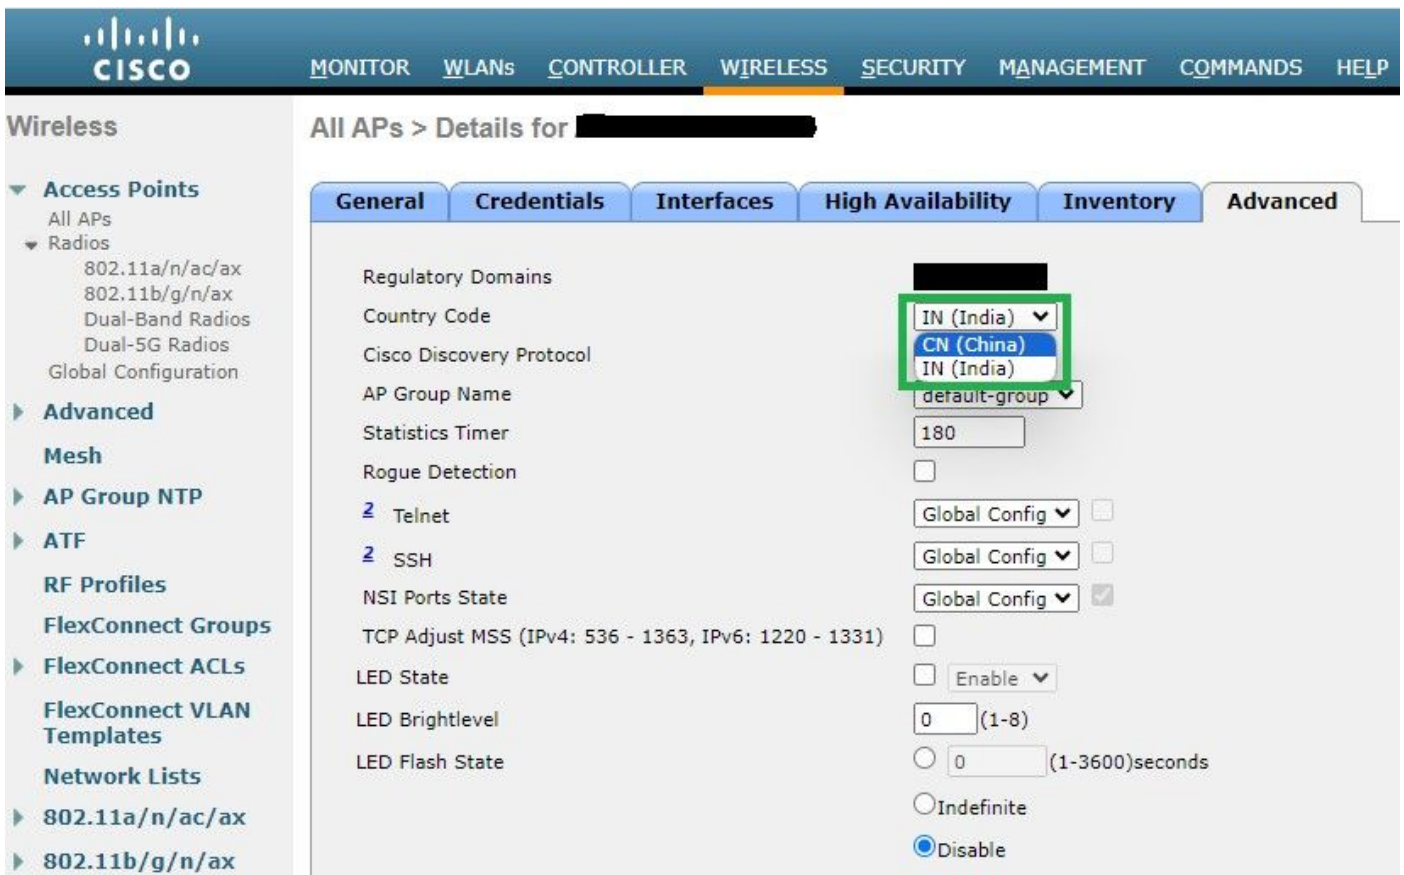 CISCO
MONITOR WLANs CONTROLLER WIRELESS SECURITY MANAGEMENT COMMANDS HELP
Wireless
Access Points
All APs
Radios
802.11a/n/ac/ax
802.11b/g/n/ax
Dual-Band Radios
Dual-5G Radios
Global Configuration
Advanced
Mesh
AP Group NTP
ATF
RF Profiles
FlexConnect Groups
FlexConnect ACLs
FlexConnect VLAN
Templates
Network Lists
802.11a/n/ac/ax
802.11b/g/n/ax
All APs > Details for
General Credentials Interfaces High Availability Inventory Advanced
Regulatory Domains
Country Code IN (India)
CN (China)
IN (India)
Cisco Discovery Protocol
AP Group Name default-group
Statistics Timer 180
Rogue Detection
2 Telnet Global Config
2 SSH Global Config
NSI Ports State Global Config
TCP Adjust MSS (IPv4: 536 - 1363, IPv6: 1220 - 1331)
LED State Enable
LED Brightlevel 0 (1-8)
LED Flash State 0 (1-3600)seconds
Indefinite
Disable